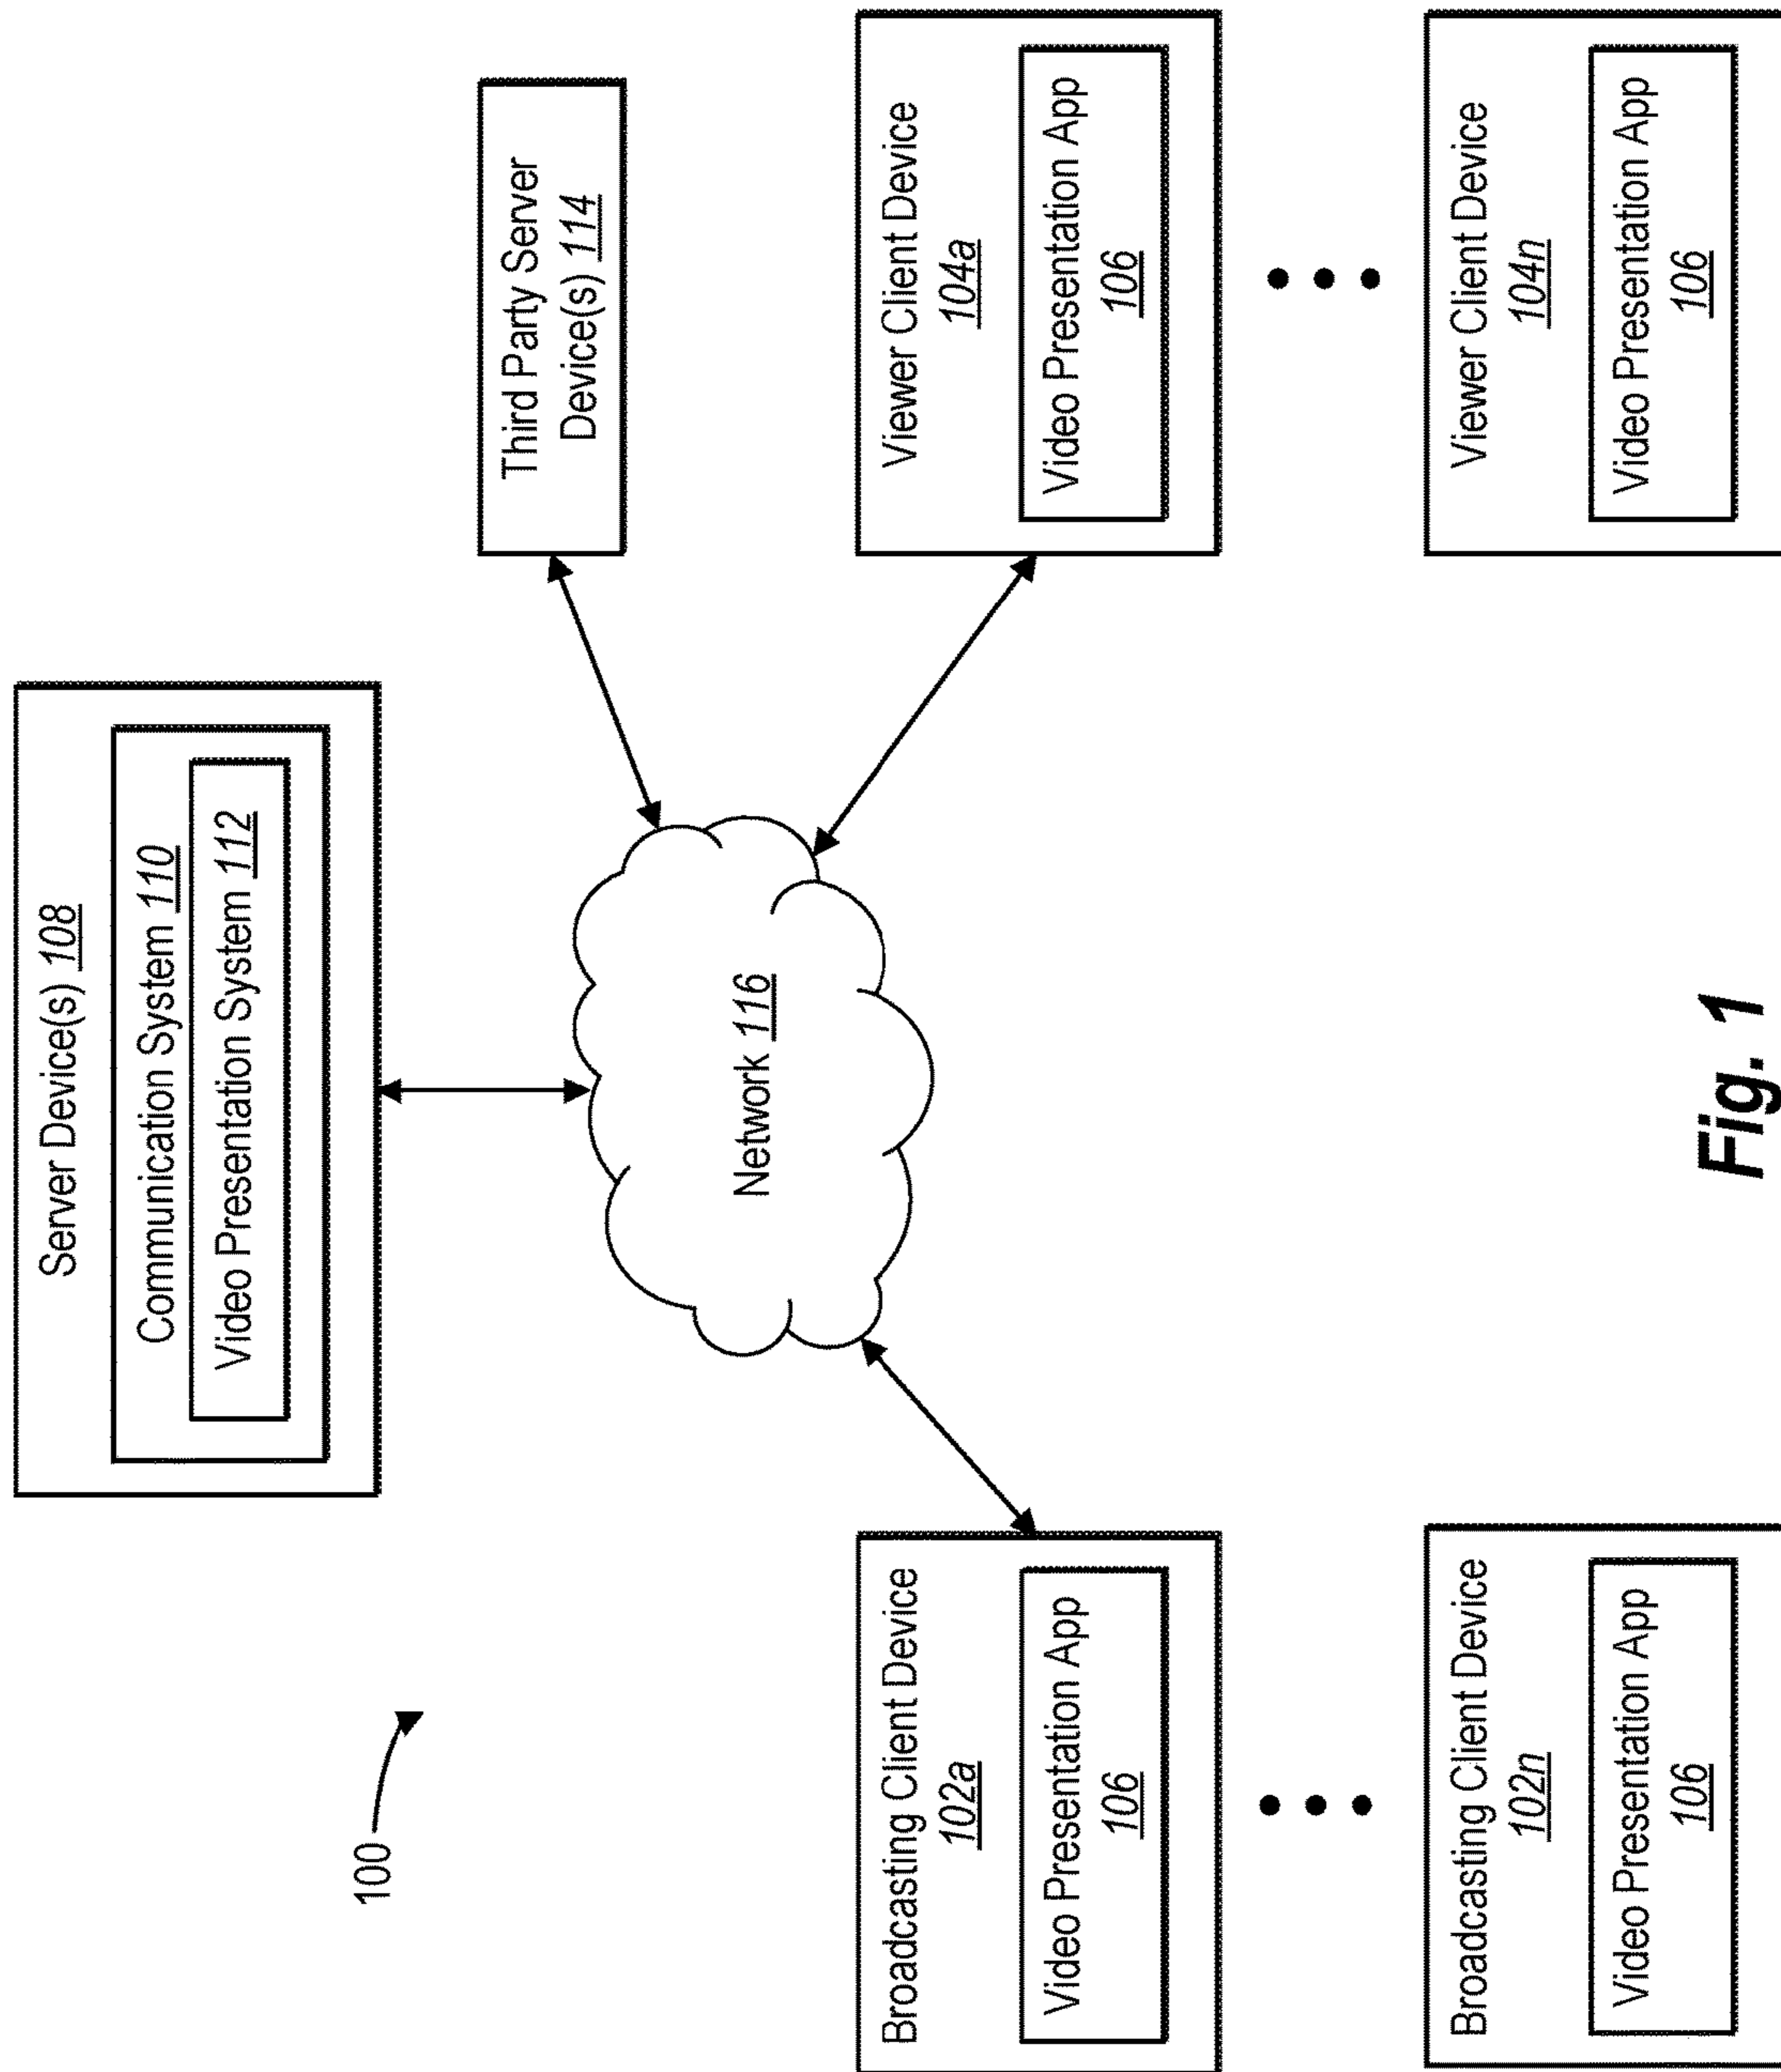 Server Device(s) 108
Communication System 110
Video Presentation System 112
100
Third Party Server
Device(s) 114
Network 116
Broadcasting Client Device
102a
Video Presentation App
106
Viewer Client Device
104a
Video Presentation App
106
Broadcasting Client Device
102n
Video Presentation App
106
Viewer Client Device
104n
Video Presentation App
106
Fig. 1